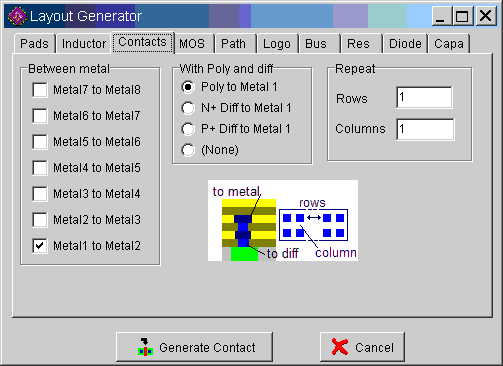 Layout Generator
Pads Inductor Contacts MOS Path Logo Bus Res Diode Capa
Between metal
Metal7 to Metal8
Metal6 to Metal7
Metal5 to Metal6
Metal4 to Metal5
Metal3 to Metal4
Metal2 to Metal3
Metal1 to Metal2
With Poly and diff
Poly to Metal 1
N+ Diff to Metal 1
P+ Diff to Metal 1
(None)
Repeat
Rows 1
Columns 1
to metal
rows
to diff
column
Generate Contact
Cancel